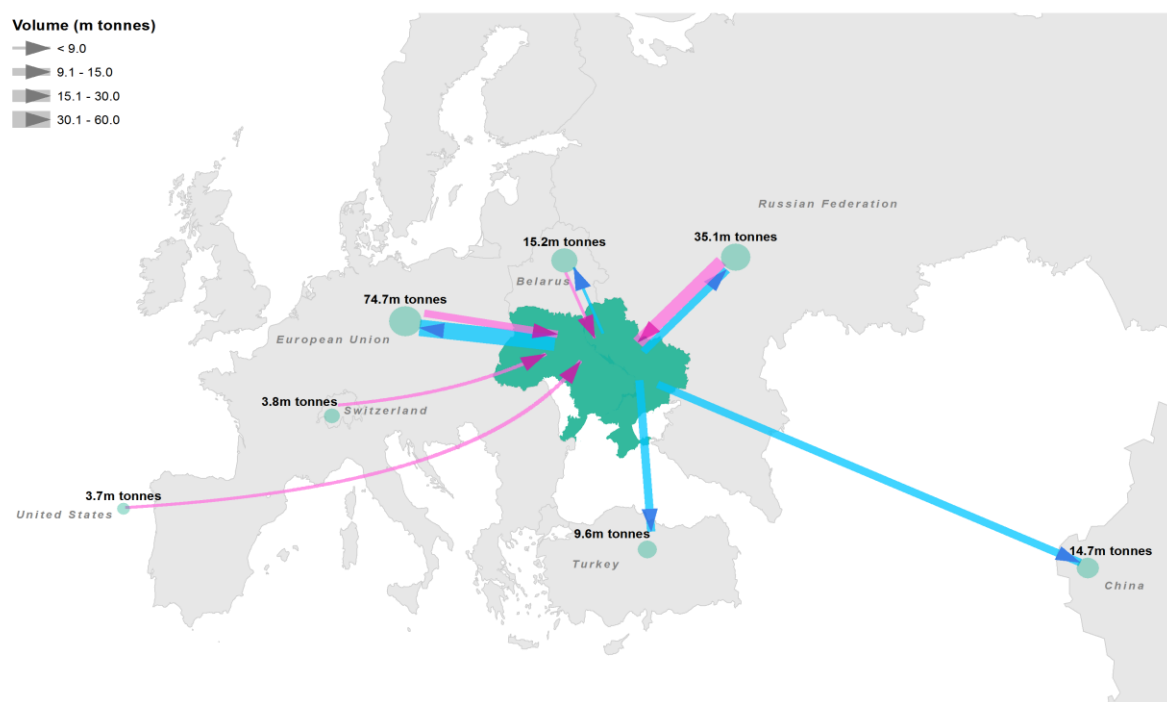 Volume (m tonnes)
< 9.0
9.1 - 15.0
15.1 - 30.0
30.1 - 60.0
Russian Federation
35.1m tonnes
15.2m tonnes
Belarus
74.7m tonnes
European Union
3.8m tonnes
Switzerland
3.7m tonnes
United States
9.6m tonnes
Turkey
14.7m tonnes
China